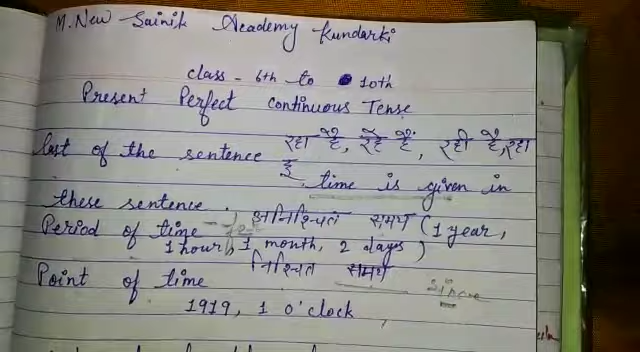 M. New Sainik Academy Kundarki
class - 6th to 10th
Present Perfect Continuous Tense
last of the sentence रहा है, रहे हैं, रही है, रहा
हूँ time is given in
these sentence.
Period of time - for अनिश्चित समय (1 year,
1 hour, 1 month, 2 days)
Point of time निश्चित समय since
1919, 1 o'clock